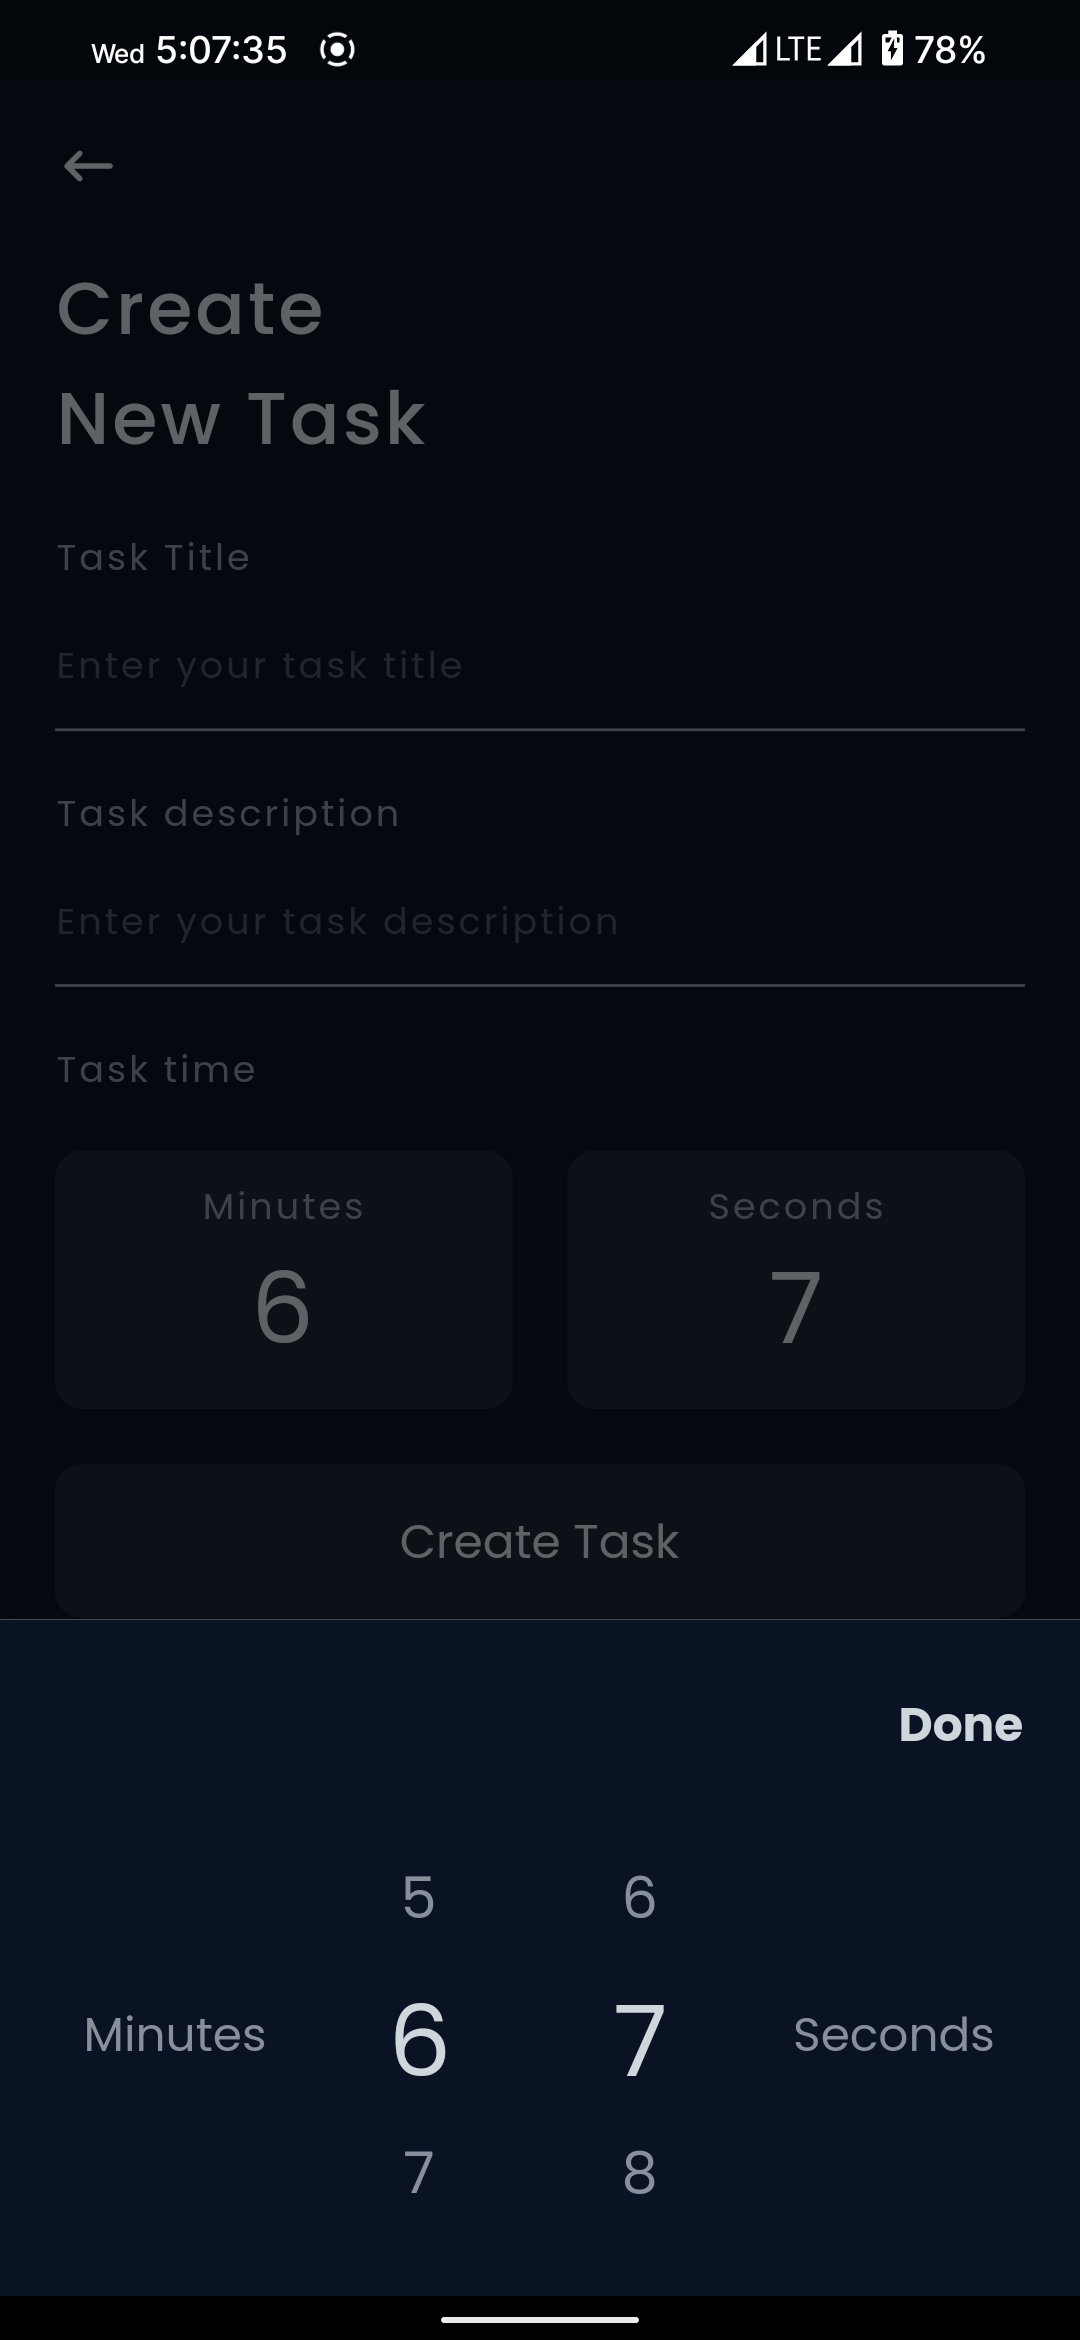 Wed 5:07:35 LTE 78%
Create
New Task
Task Title
Enter your task title
Task description
Enter your task description
Task time
Minutes Seconds
6 7
Create Task
Done
5 6
Minutes 6 7 Seconds
7 8